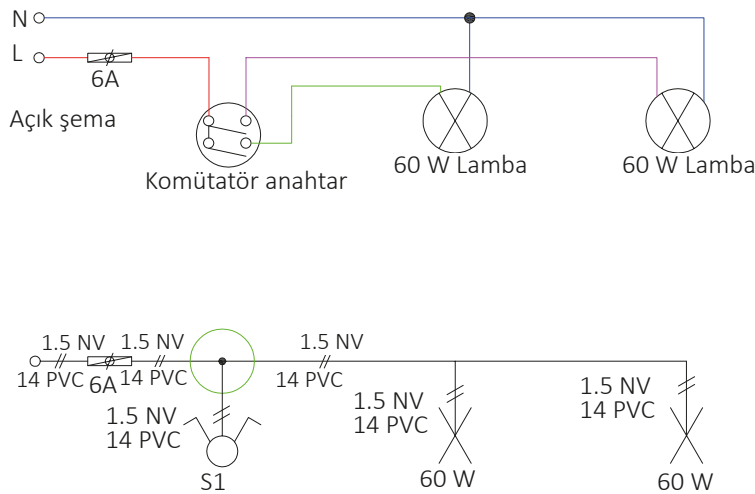 N
L
6A
Açık şema
Komütatör anahtar
60 W Lamba
60 W Lamba
1.5 NV
14 PVC
6A
1.5 NV
14 PVC
1.5 NV
14 PVC
1.5 NV
14 PVC
S1
1.5 NV
14 PVC
60 W
1.5 NV
14 PVC
60 W